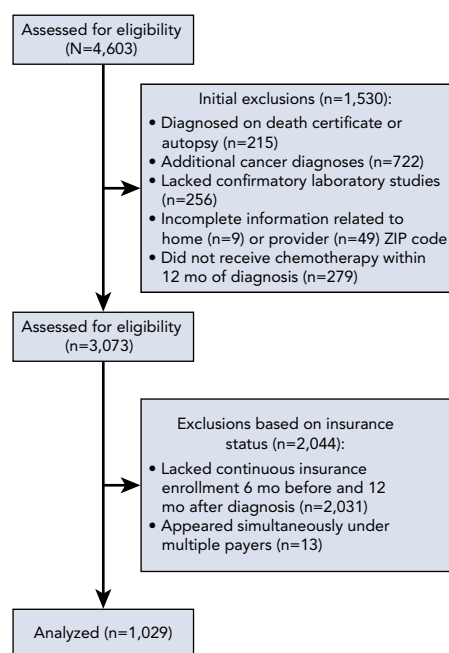 Assessed for eligibility
(N=4,603)
Initial exclusions (n=1,530):
• Diagnosed on death certificate or
autopsy (n=215)
• Additional cancer diagnoses (n=722)
• Lacked confirmatory laboratory studies
(n=256)
• Incomplete information related to
home (n=9) or provider (n=49) ZIP code
• Did not receive chemotherapy within
12 mo of diagnosis (n=279)
Assessed for eligibility
(n=3,073)
Exclusions based on insurance
status (n=2,044):
• Lacked continuous insurance
enrollment 6 mo before and 12
mo after diagnosis (n=2,031)
• Appeared simultaneously under
multiple payers (n=13)
Analyzed (n=1,029)